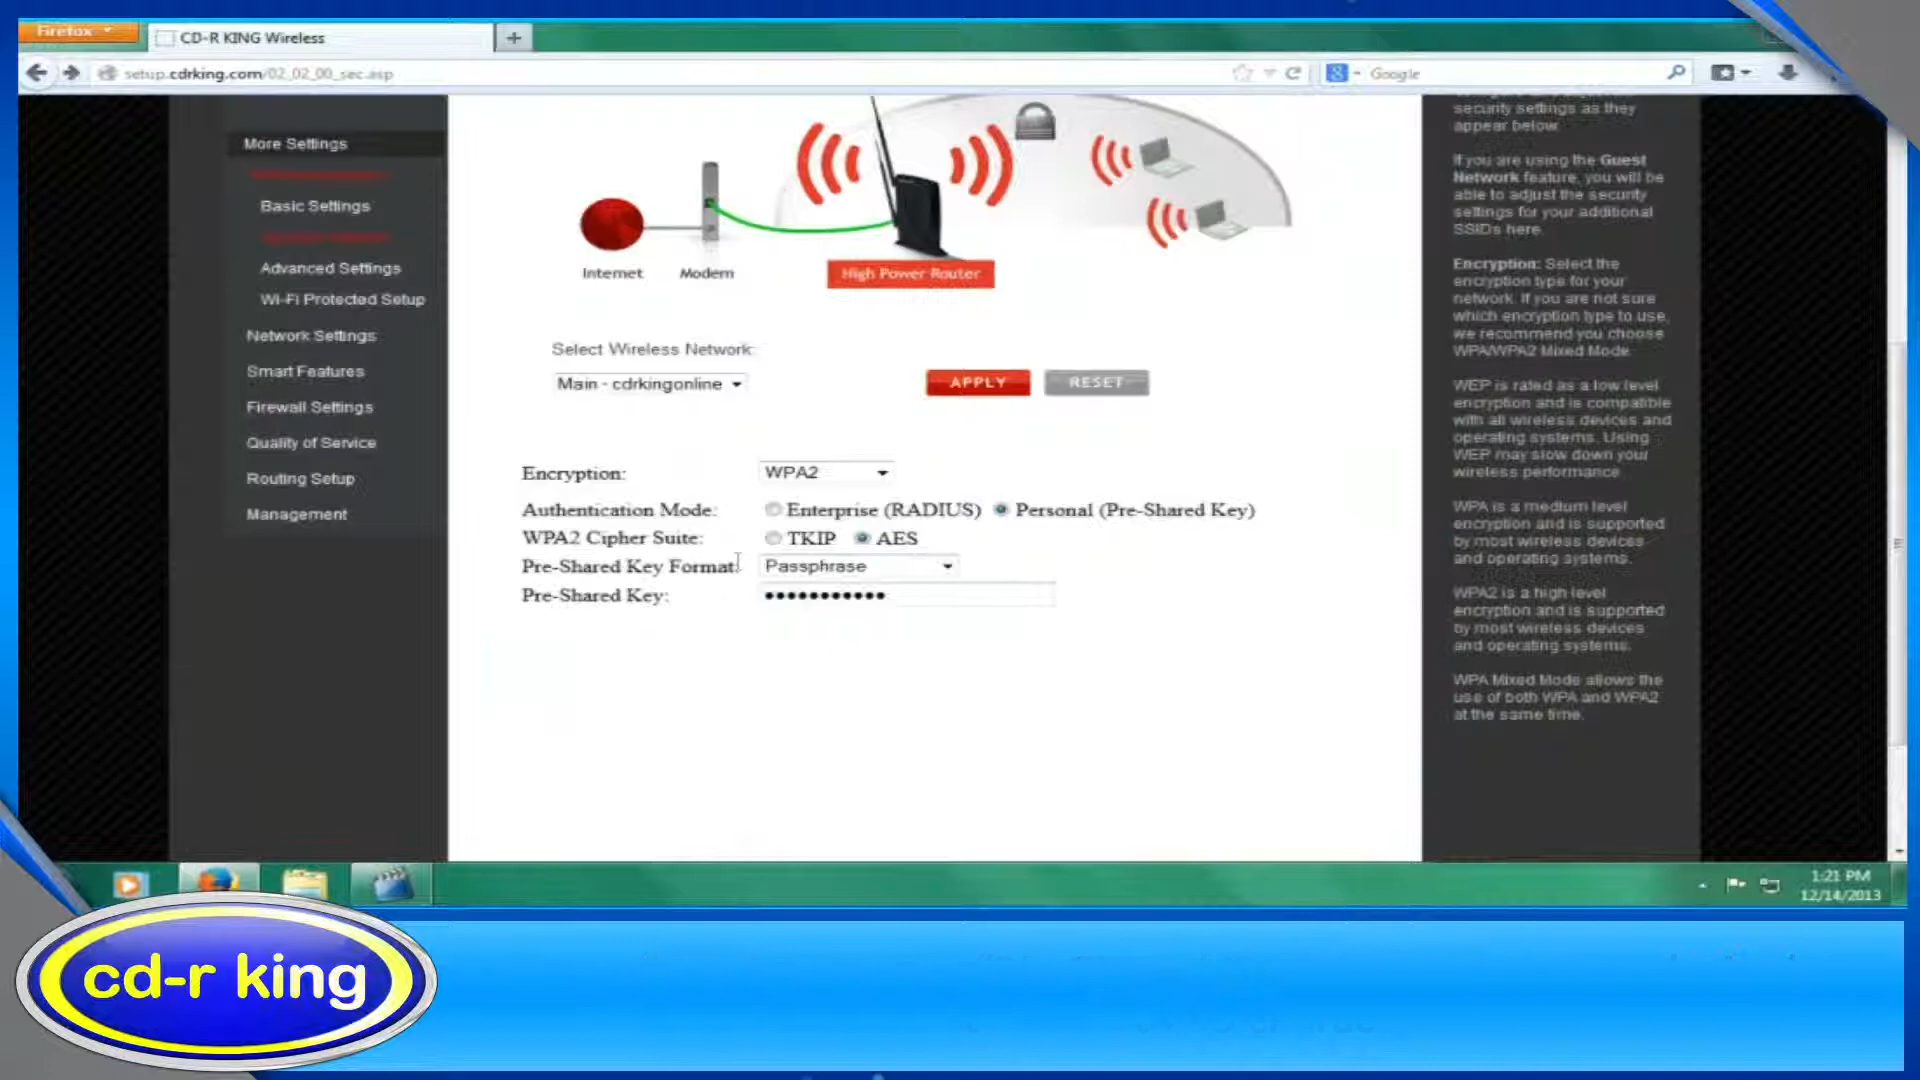 Firefox
CD-R KING Wireless
setup.cdrking.com/02_02_00_sec.asp
Google
More Settings
Basic Settings
Advanced Settings
Wi-Fi Protected Setup
Network Settings
Smart Features
Firewall Settings
Quality of Service
Routing Setup
Management
Internet
Modem
High Power Router
Select Wireless Network:
Main - cdrkingonline
APPLY
RESET
Encryption:
WPA2
Authentication Mode:
Enterprise (RADIUS)
Personal (Pre-Shared Key)
WPA2 Cipher Suite:
TKIP
AES
Pre-Shared Key Format:
Passphrase
Pre-Shared Key:
security settings as they
appear below.
If you are using the Guest
Network feature, you will be
able to adjust the security
settings for your additional
SSIDs here.
Encryption: Select the
encryption type for your
network. If you are not sure
which encryption type to use,
we recommend you choose
WPA/WPA2 Mixed Mode.
WEP is rated as a low level
encryption and is compatible
with all wireless devices and
operating systems. Using
WEP may slow down your
wireless performance.
WPA is a medium level
encryption and is supported
by most wireless devices
and operating systems.
WPA2 is a high level
encryption and is supported
by most wireless devices
and operating systems.
WPA Mixed Mode allows the
use of both WPA and WPA2
at the same time.
1:21 PM
12/14/2013
cd-r king